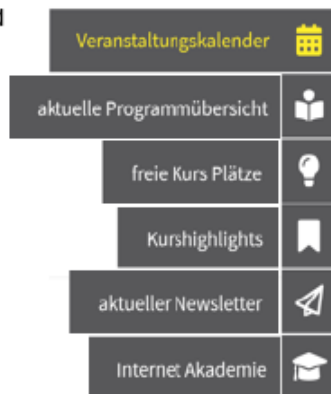 Veranstaltungskalender
aktuelle Programmübersicht
freie Kurs Plätze
Kurshighlights
aktueller Newsletter
Internet Akademie